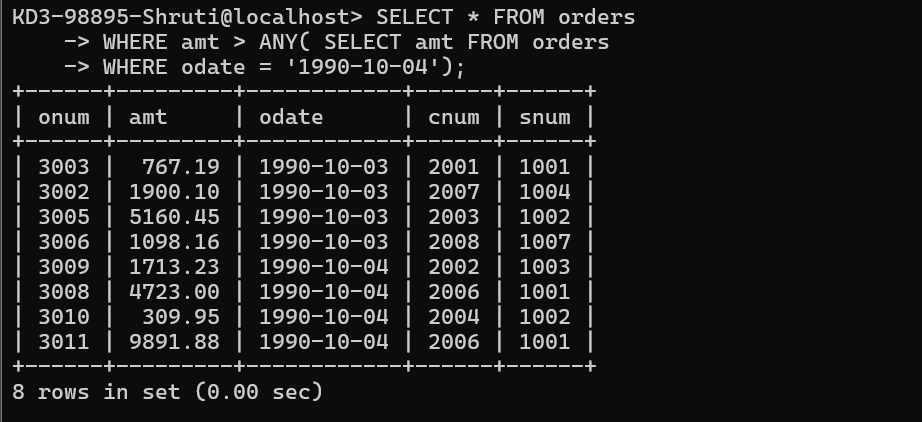 KD3-98895-Shruti@localhost> SELECT * FROM orders
    -> WHERE amt > ANY( SELECT amt FROM orders
    -> WHERE odate = '1990-10-04');
+------+---------+------------+------+------+
| onum | amt     | odate      | cnum | snum |
+------+---------+------------+------+------+
| 3003 |  767.19 | 1990-10-03 | 2001 | 1001 |
| 3002 | 1900.10 | 1990-10-03 | 2007 | 1004 |
| 3005 | 5160.45 | 1990-10-03 | 2003 | 1002 |
| 3006 | 1098.16 | 1990-10-03 | 2008 | 1007 |
| 3009 | 1713.23 | 1990-10-04 | 2002 | 1003 |
| 3008 | 4723.00 | 1990-10-04 | 2006 | 1001 |
| 3010 |  309.95 | 1990-10-04 | 2004 | 1002 |
| 3011 | 9891.88 | 1990-10-04 | 2006 | 1001 |
+------+---------+------------+------+------+
8 rows in set (0.00 sec)